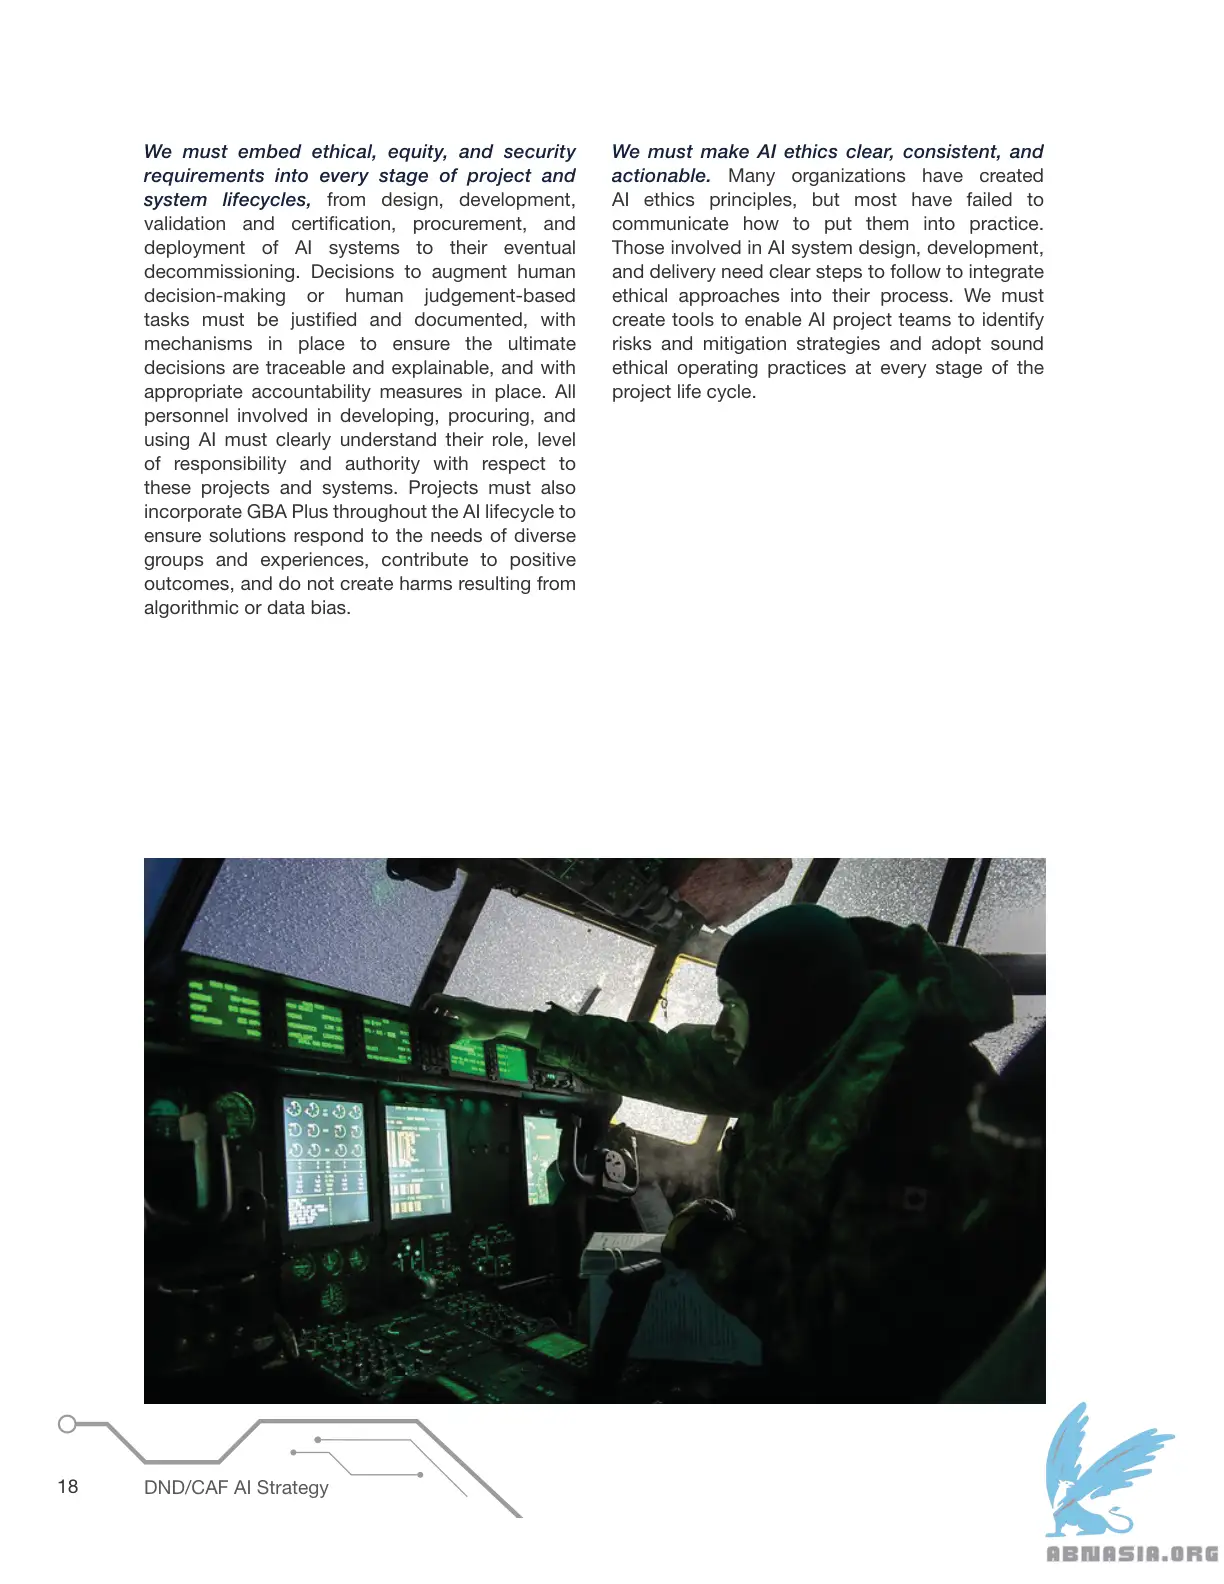 We must embed ethical, equity, and security
requirements into every stage of project and
system lifecycles, from design, development,
validation and certification, procurement, and
deployment of AI systems to their eventual
decommissioning. Decisions to augment human
decision-making or human judgement-based
tasks must be justified and documented, with
mechanisms in place to ensure the ultimate
decisions are traceable and explainable, and with
appropriate accountability measures in place. All
personnel involved in developing, procuring, and
using AI must clearly understand their role, level
of responsibility and authority with respect to
these projects and systems. Projects must also
incorporate GBA Plus throughout the AI lifecycle to
ensure solutions respond to the needs of diverse
groups and experiences, contribute to positive
outcomes, and do not create harms resulting from
algorithmic or data bias.
We must make AI ethics clear, consistent, and
actionable. Many organizations have created
AI ethics principles, but most have failed to
communicate how to put them into practice.
Those involved in AI system design, development,
and delivery need clear steps to follow to integrate
ethical approaches into their process. We must
create tools to enable AI project teams to identify
risks and mitigation strategies and adopt sound
ethical operating practices at every stage of the
project life cycle.
18
DND/CAF AI Strategy
ABNASIA.ORG